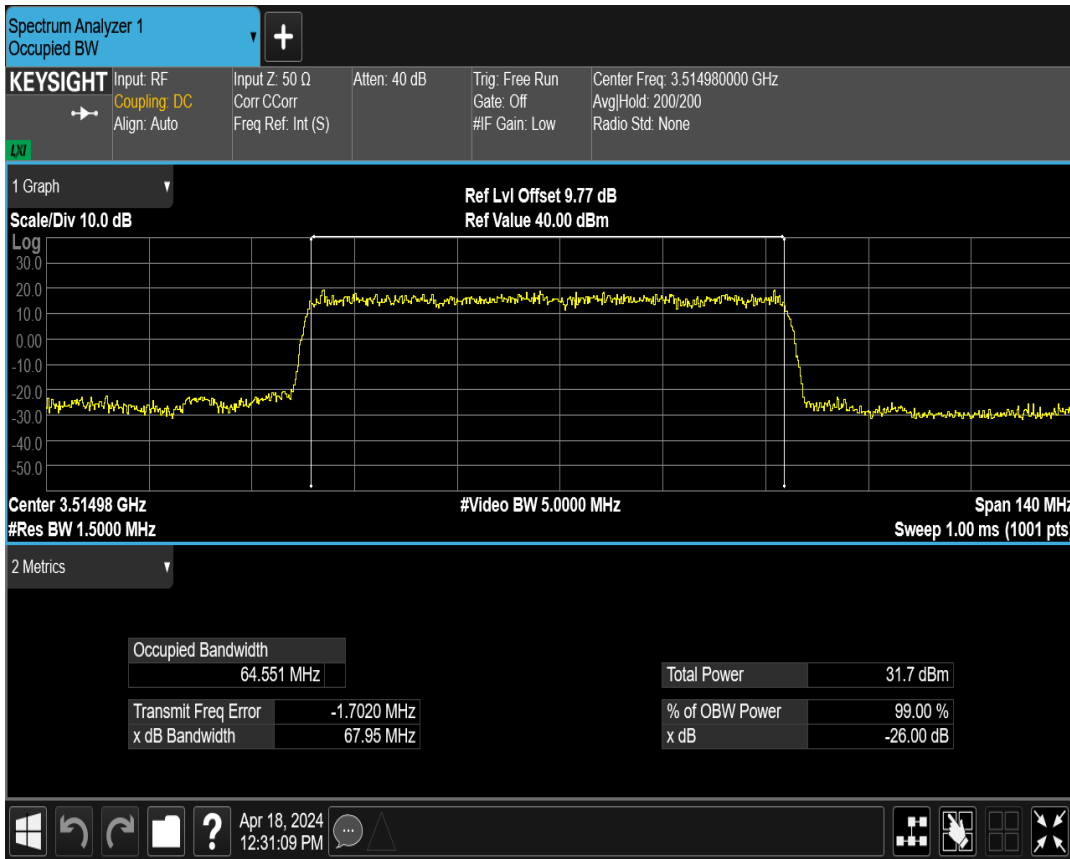 Spectrum Analyzer 1
Occupied BW
+
KEYSIGHT
LXI
Input: RF
Coupling: DC
Align: Auto
Input Z: 50 Ω
Corr CCorr
Freq Ref: Int (S)
Atten: 40 dB
Trig: Free Run
Gate: Off
#IF Gain: Low
Center Freq: 3.514980000 GHz
Avg|Hold: 200/200
Radio Std: None
1 Graph
Scale/Div 10.0 dB
Ref Lvl Offset 9.77 dB
Ref Value 40.00 dBm
Log
30.0
20.0
10.0
0.00
-10.0
-20.0
-30.0
-40.0
-50.0
Center 3.51498 GHz
#Res BW 1.5000 MHz
#Video BW 5.0000 MHz
Span 140 MHz
Sweep 1.00 ms (1001 pts)
2 Metrics
Occupied Bandwidth
64.551 MHz
Transmit Freq Error -1.7020 MHz
x dB Bandwidth 67.95 MHz
Total Power 31.7 dBm
% of OBW Power 99.00 %
x dB -26.00 dB
?
Apr 18, 2024
12:31:09 PM